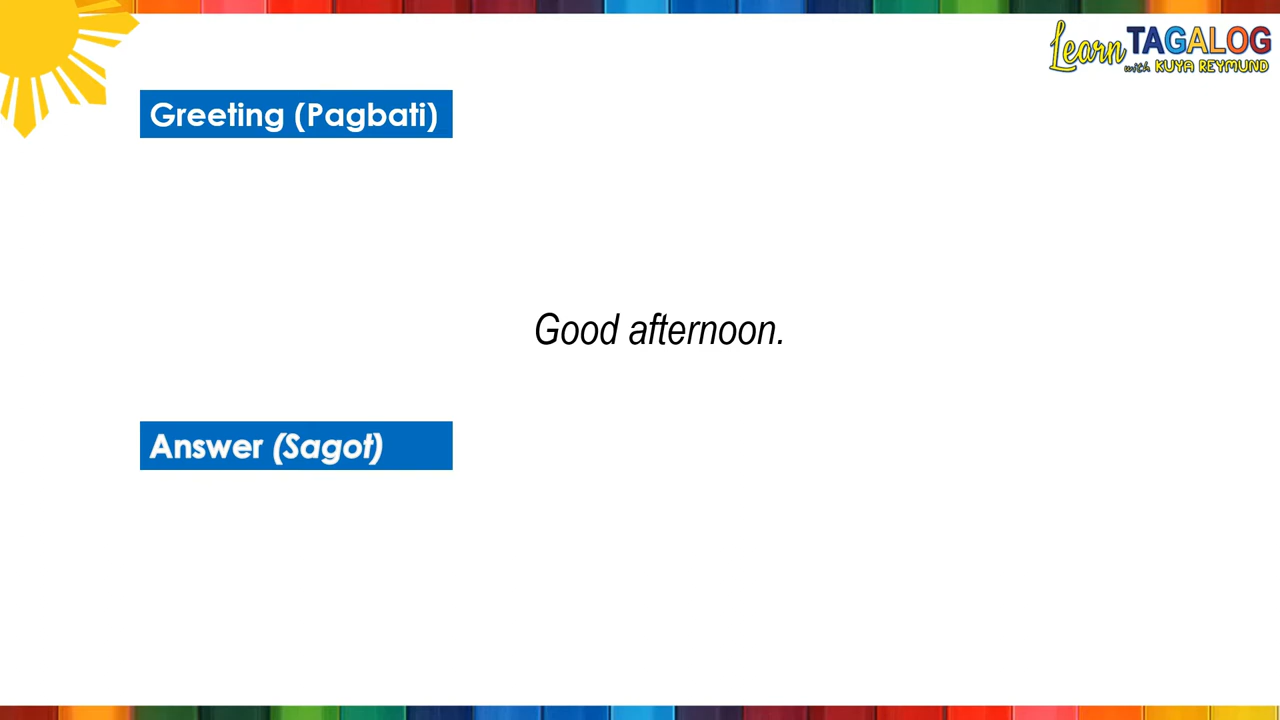 Learn TAGALOG
with KUYA REYMUND
Greeting (Pagbati)
Good afternoon.
Answer (Sagot)